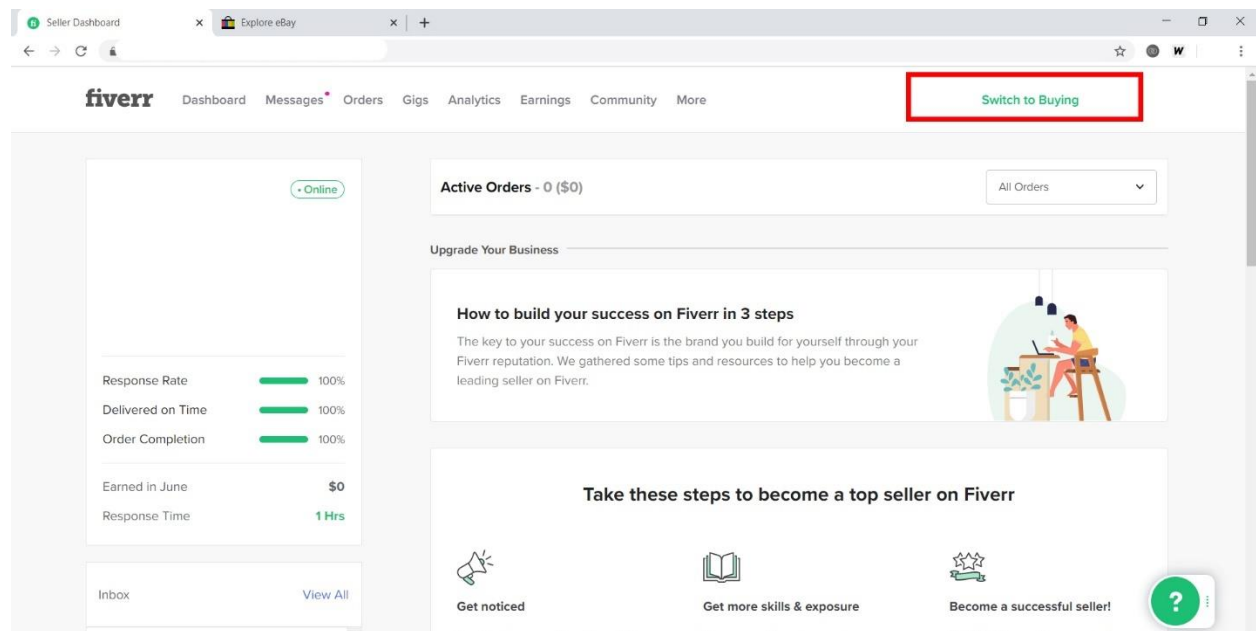 Seller Dashboard
Explore eBay
W
fiverr Dashboard Messages Orders Gigs Analytics Earnings Community More Switch to Buying
• Online
Active Orders - 0 ($0)
All Orders
Upgrade Your Business
How to build your success on Fiverr in 3 steps
The key to your success on Fiverr is the brand you build for yourself through your
Fiverr reputation. We gathered some tips and resources to help you become a
leading seller on Fiverr.
Response Rate 100%
Delivered on Time 100%
Order Completion 100%
Earned in June $0
Response Time 1 Hrs
Take these steps to become a top seller on Fiverr
Inbox View All
Get noticed
Get more skills & exposure
Become a successful seller!
?